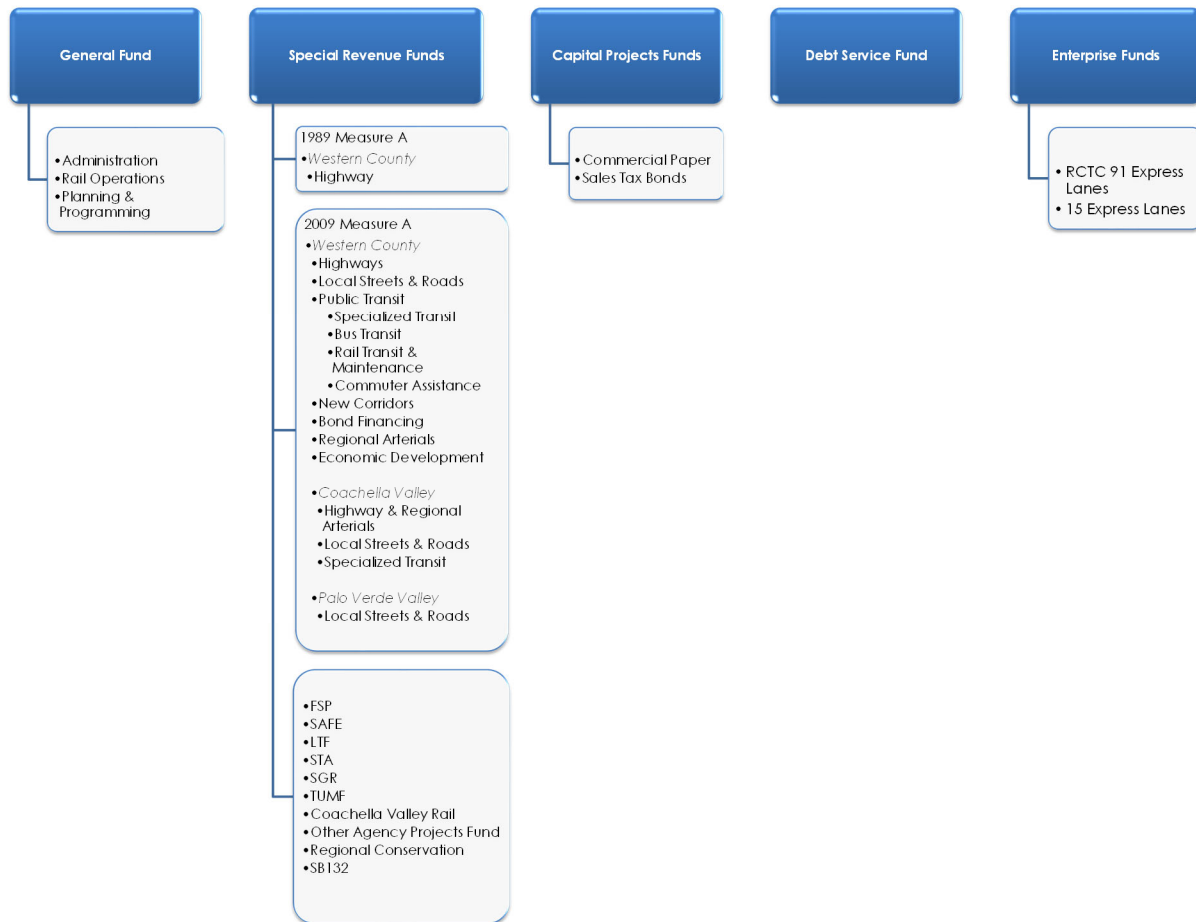 General Fund
Special Revenue Funds
Capital Projects Funds
Debt Service Fund
Enterprise Funds
•Administration
•Rail Operations
•Planning &
Programming
1989 Measure A
•Western County
•Highway
2009 Measure A
•Western County
•Highways
•Local Streets & Roads
•Public Transit
•Specialized Transit
•Bus Transit
•Rail Transit &
Maintenance
•Commuter Assistance
•New Corridors
•Bond Financing
•Regional Arterials
•Economic Development
•Coachella Valley
•Highway & Regional
Arterials
•Local Streets & Roads
•Specialized Transit
•Palo Verde Valley
•Local Streets & Roads
•FSP
•SAFE
•LTF
•STA
•SGR
•TUMF
•Coachella Valley Rail
•Other Agency Projects Fund
•Regional Conservation
•SB132
•Commercial Paper
•Sales Tax Bonds
• RCTC 91 Express
Lanes
• 15 Express Lanes